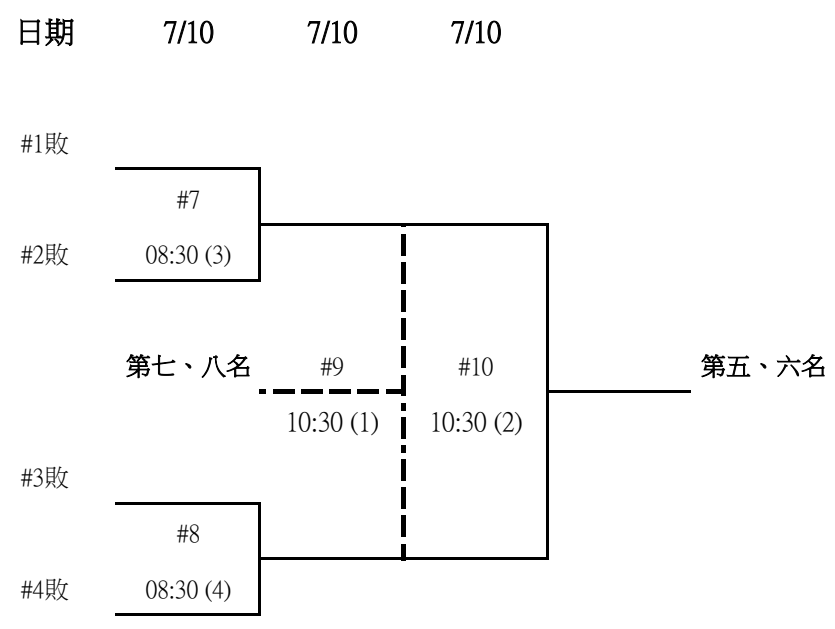 日期 7/10 7/10 7/10
#1敗
#7
#2敗 08:30 (3)
第七、八名 #9 #10 第五、六名
10:30 (1) 10:30 (2)
#3敗
#8
#4敗 08:30 (4)